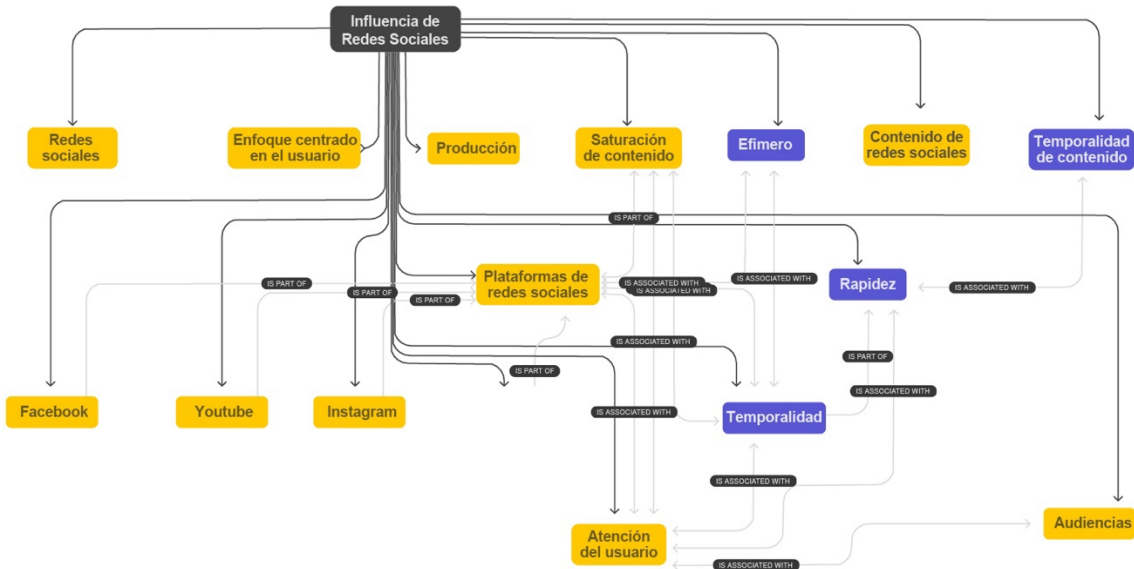 Influencia de
Redes Sociales
Redes
sociales
Enfoque centrado
en el usuario
Producción
Saturación
de contenido
Efimero
Contenido de
redes sociales
Temporalidad
de contenido
IS PART OF
Plataformas de
redes sociales
IS ASSOCIATED WITH
Rapidez
IS PART OF
IS ASSOCIATED WITH
IS ASSOCIATED WITH
IS ASSOCIATED WITH
IS PART OF
IS PART OF
IS ASSOCIATED WITH
IS PART OF
IS PART OF
IS ASSOCIATED WITH
Facebook
Youtube
Instagram
IS ASSOCIATED WITH
Temporalidad
IS ASSOCIATED WITH
Audiencias
Atención
del usuario
IS ASSOCIATED WITH